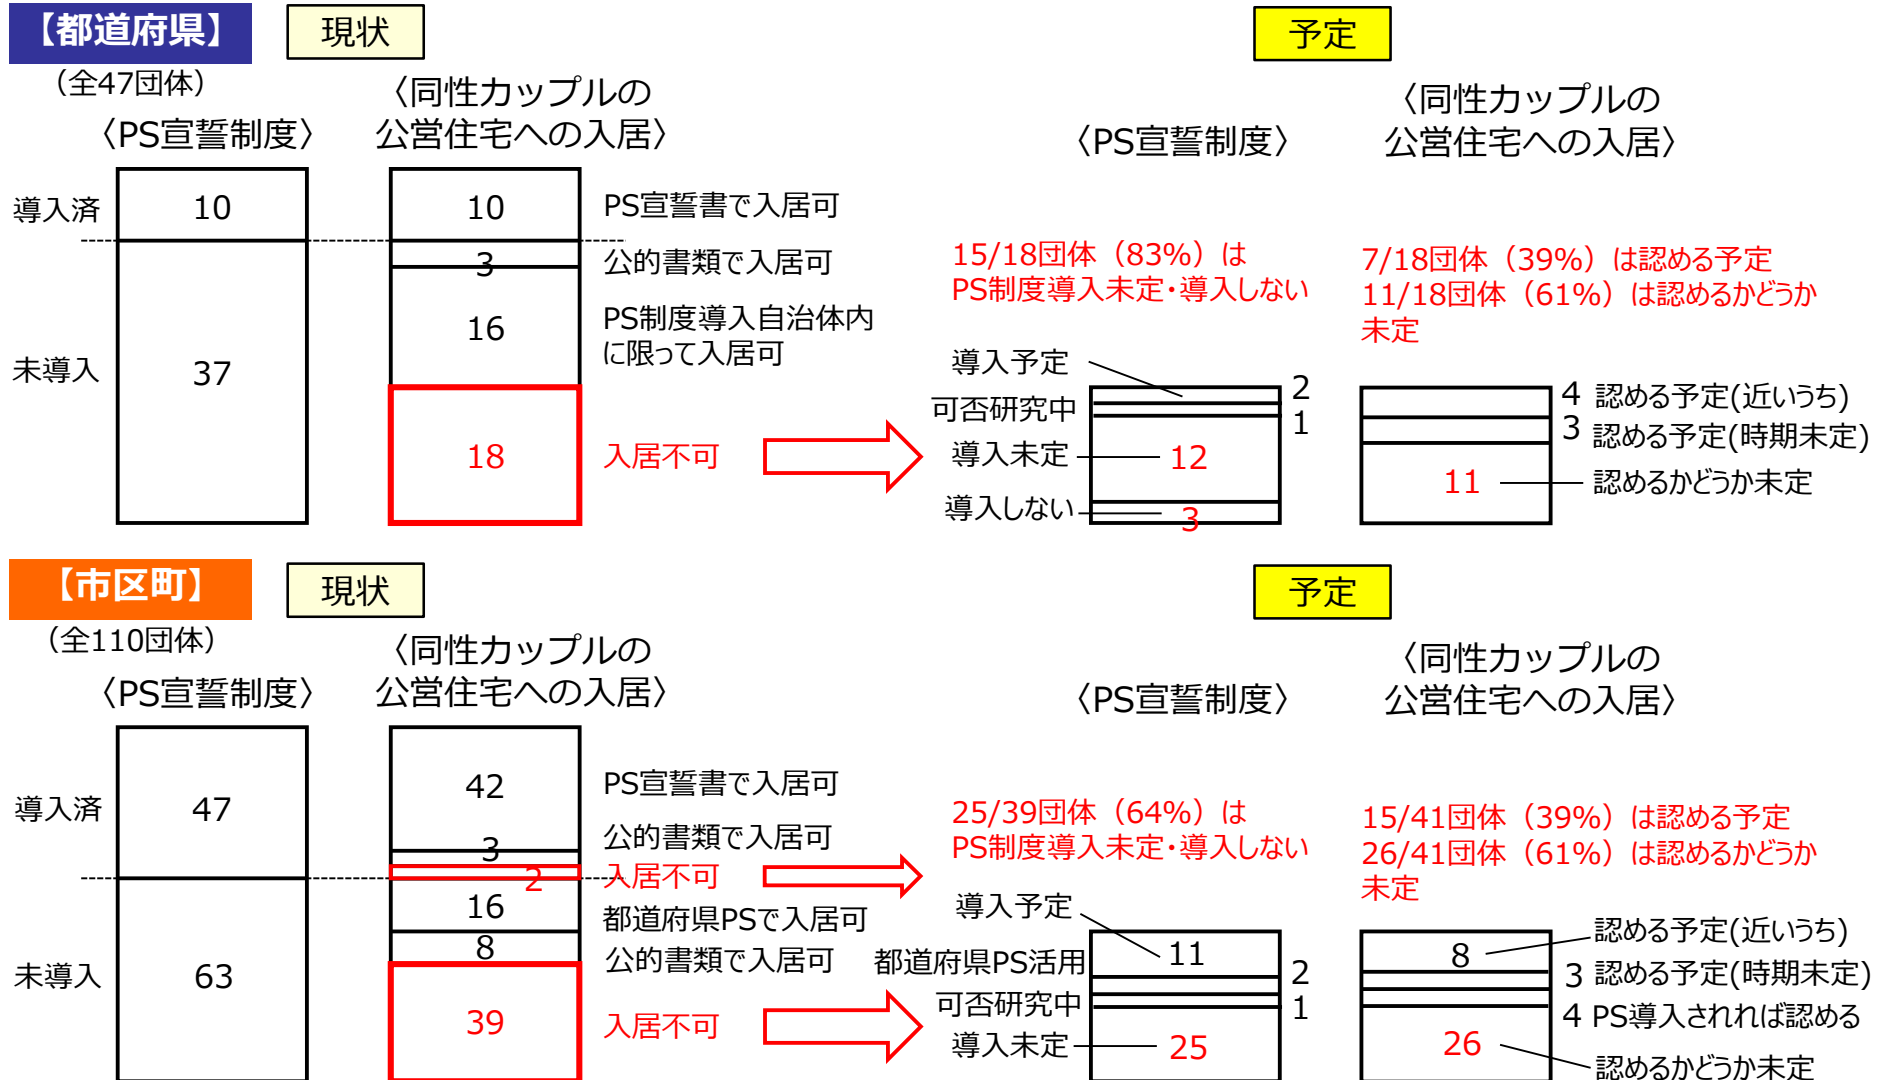 【都道府県】
現状
予定
（全47団体）
〈PS宣誓制度〉
〈同性カップルの
公営住宅への入居〉
〈PS宣誓制度〉
〈同性カップルの
公営住宅への入居〉
導入済
10
10
PS宣誓書で入居可
3
公的書類で入居可
未導入
37
16
PS制度導入自治体内
に限って入居可
18
入居不可
15/18団体（83%）は
PS制度導入未定・導入しない
7/18団体（39%）は認める予定
11/18団体（61%）は認めるかどうか
未定
導入予定
2
可否研究中
1
導入未定
12
導入しない
3
4 認める予定(近いうち)
3 認める予定(時期未定)
11
認めるかどうか未定
【市区町】
現状
予定
（全110団体）
〈PS宣誓制度〉
〈同性カップルの
公営住宅への入居〉
〈PS宣誓制度〉
〈同性カップルの
公営住宅への入居〉
導入済
47
42
PS宣誓書で入居可
3
公的書類で入居可
2
入居不可
未導入
63
16
都道府県PSで入居可
8
公的書類で入居可
39
入居不可
25/39団体（64%）は
PS制度導入未定・導入しない
15/41団体（39%）は認める予定
26/41団体（61%）は認めるかどうか
未定
導入予定
11
都道府県PS活用
2
可否研究中
1
導入未定
25
8
認める予定(近いうち)
3 認める予定(時期未定)
4 PS導入されれば認める
26
認めるかどうか未定